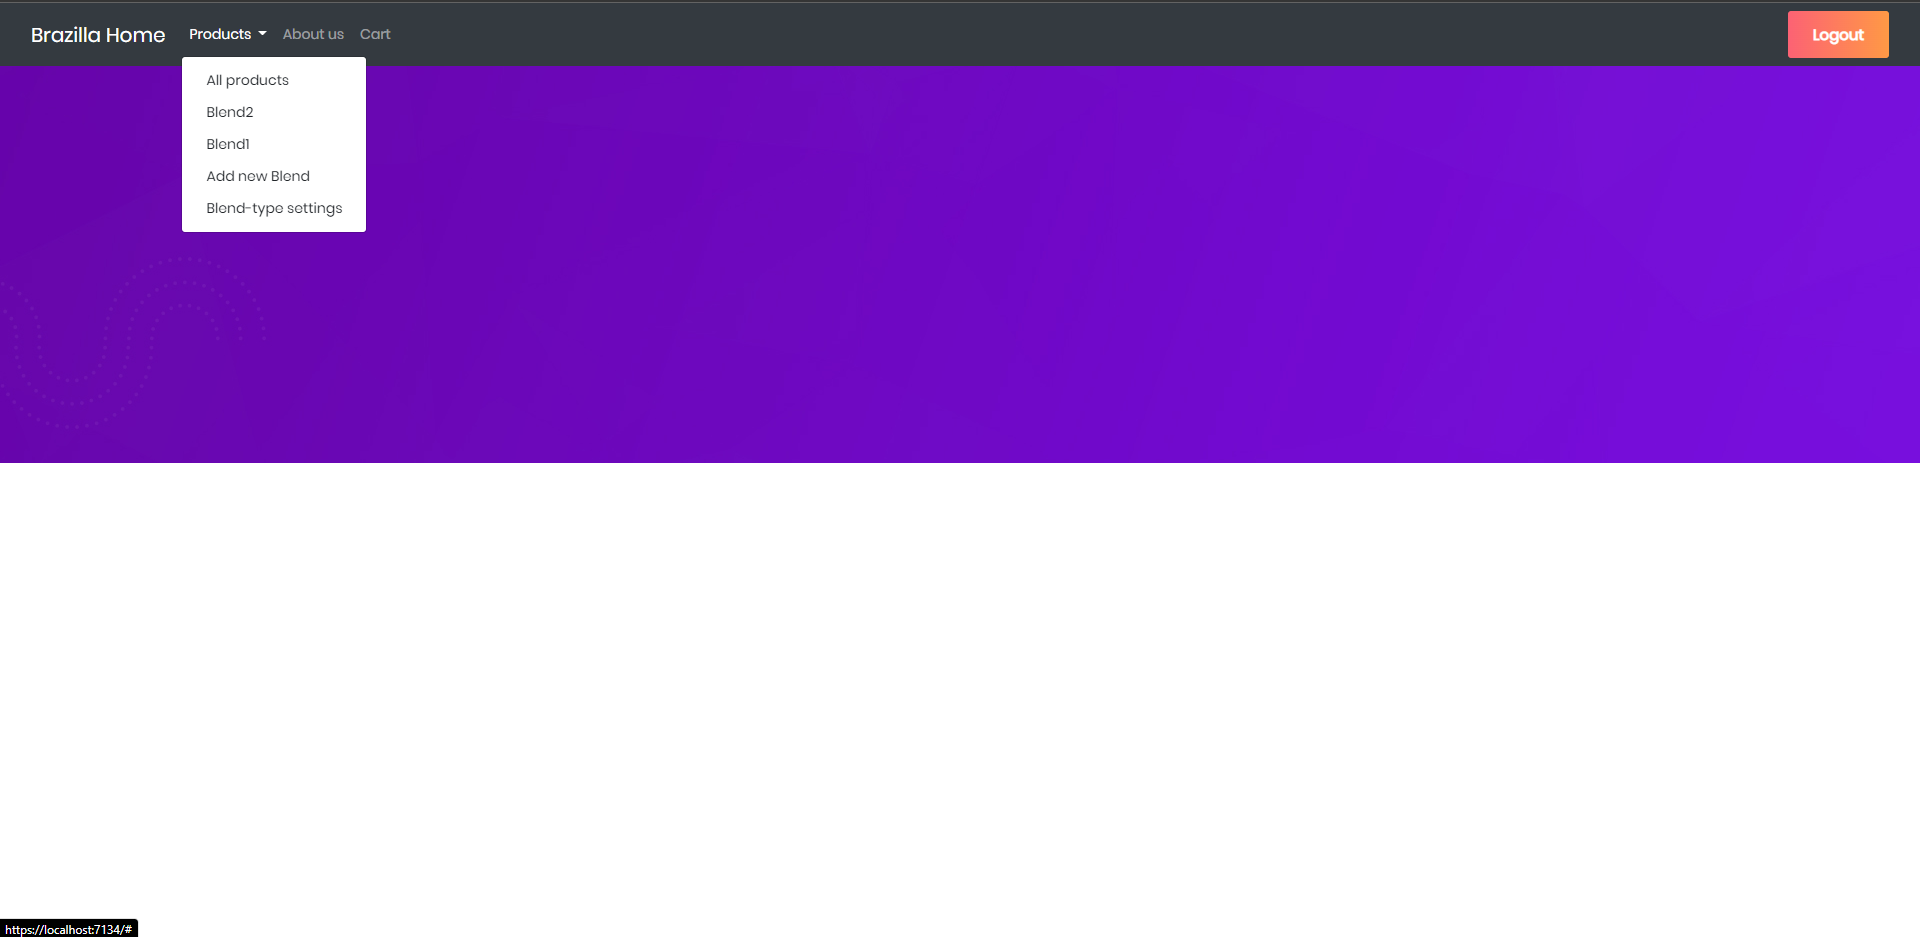 Brazilla Home Products About us Cart Logout
All products
Blend2
Blend1
Add new Blend
Blend-type settings
https://localhost:7134/#